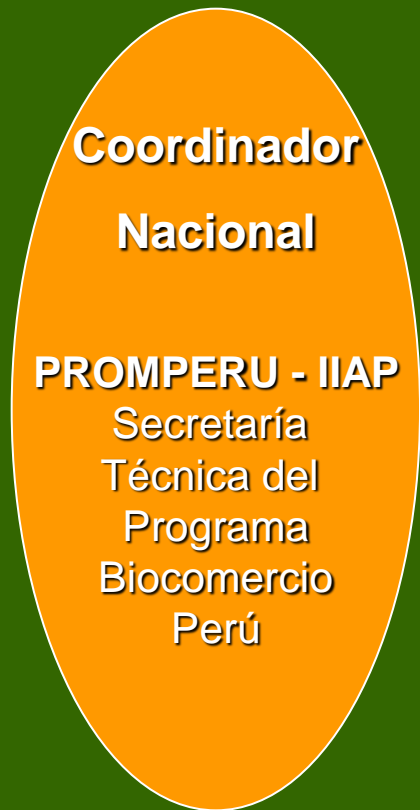 Coordinador
Nacional
PROMPERU - IIAP
Secretaría
Técnica del
Programa
Biocomercio
Perú